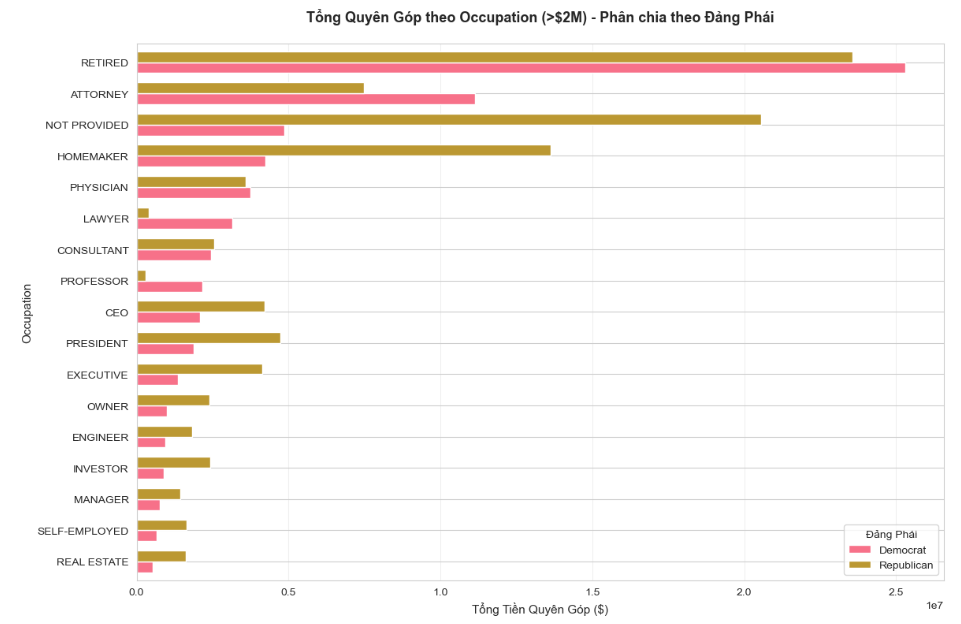 Tổng Quyên Góp theo Occupation (>$2M) - Phân chia theo Đảng Phái
RETIRED
ATTORNEY
NOT PROVIDED
HOMEMAKER
PHYSICIAN
LAWYER
CONSULTANT
PROFESSOR
CEO
PRESIDENT
EXECUTIVE
OWNER
ENGINEER
INVESTOR
MANAGER
SELF-EMPLOYED
REAL ESTATE
Occupation
Đảng Phái
Democrat
Republican
0.0 0.5 1.0 1.5 2.0 2.5
1e7
Tổng Tiền Quyên Góp ($)